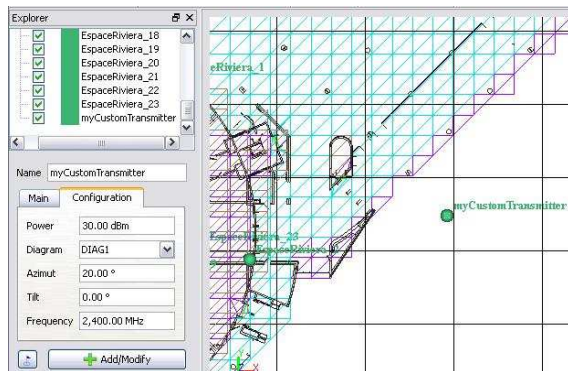 Explorer
EspaceRiviera_18
EspaceRiviera_19
EspaceRiviera_20
EspaceRiviera_21
EspaceRiviera_22
EspaceRiviera_23
myCustomTransmitter
Name myCustomTransmitter
Main Configuration
Power 30.00 dBm
Diagram DIAG1
Azimut 20.00 °
Tilt 0.00 °
Frequency 2,400.00 MHz
Add/Modify
eRiviera_1
myCustomTransmitter
EspaceRiviera_23
X